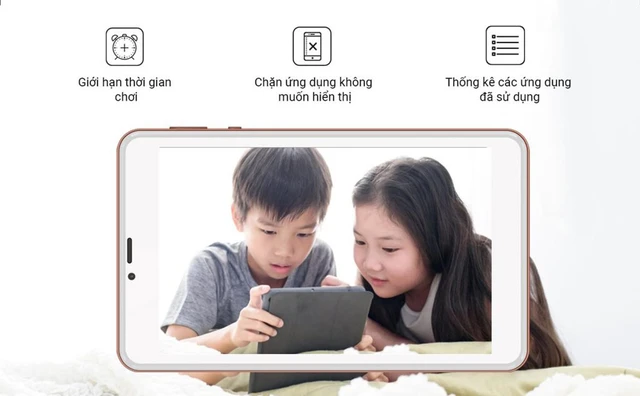 Giới hạn thời gian
chơi
Chặn ứng dụng không
muốn hiển thị
Thống kê các ứng dụng
đã sử dụng